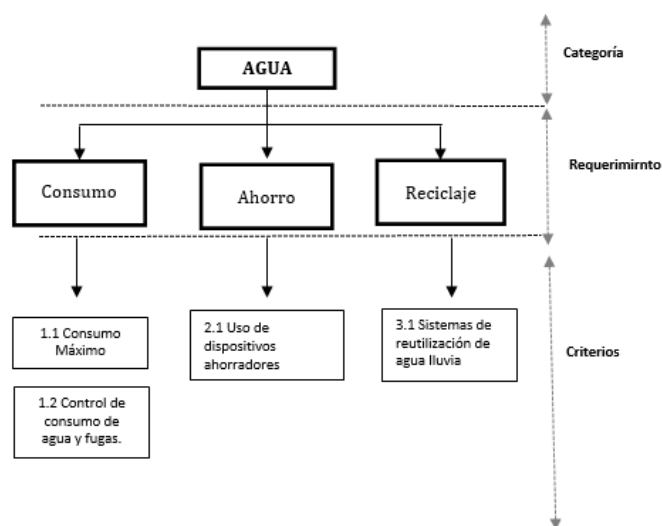 AGUA
Categoría
Consumo
Ahorro
Reciclaje
Requerimirnto
1.1 Consumo
Máximo
1.2 Control de
consumo de
agua y fugas.
2.1 Uso de
dispositivos
ahorradores
3.1 Sistemas de
reutilización de
agua lluvia
Criterios